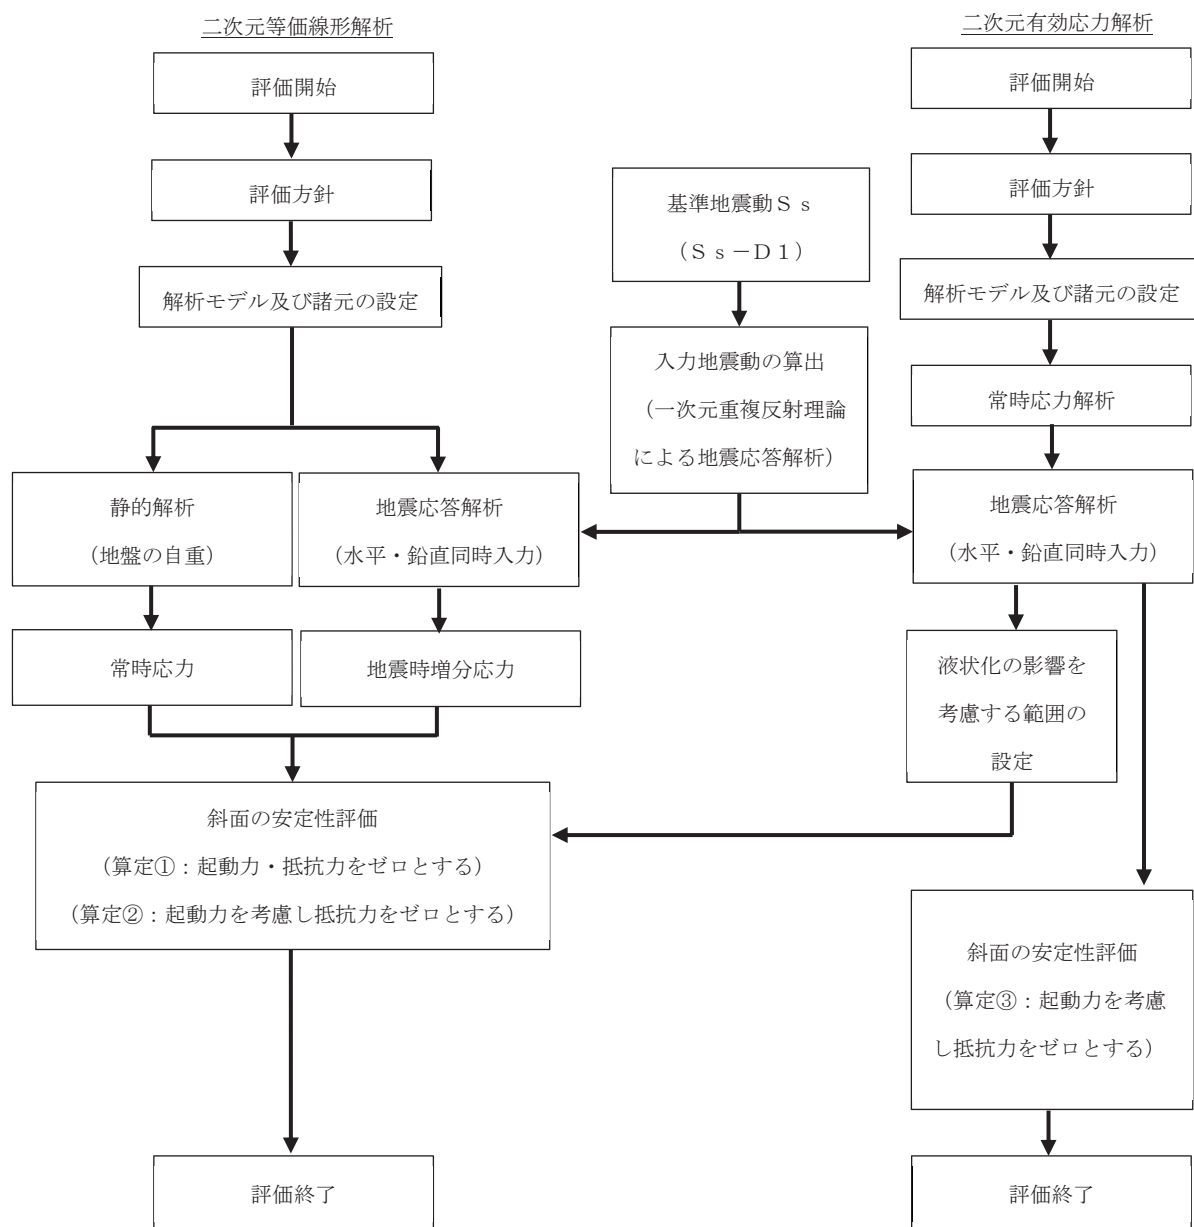 二次元等価線形解析
評価開始
評価方針
解析モデル及び諸元の設定
静的解析
(地盤の自重)
地震応答解析
(水平・鉛直同時入力)
常時応力
地震時増分応力
斜面の安定性評価
(算定①:起動力・抵抗力をゼロとする)
(算定②:起動力を考慮し抵抗力をゼロとする)
評価終了
基準地震動Ss
(Ss-D1)
入力地震動の算出
(一次元重複反射理論
による地震応答解析)
二次元有効応力解析
評価開始
評価方針
解析モデル及び諸元の設定
常時応力解析
地震応答解析
(水平・鉛直同時入力)
液状化の影響を
考慮する範囲の
設定
斜面の安定性評価
(算定③:起動力を考慮
し抵抗力をゼロとする)
評価終了